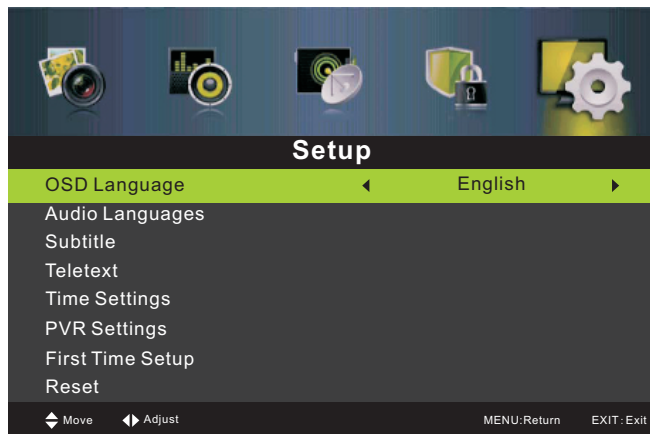 Setup
OSD Language English
Audio Languages
Subtitle
Teletext
Time Settings
PVR Settings
First Time Setup
Reset
Move Adjust MENU:Return EXIT:Exit